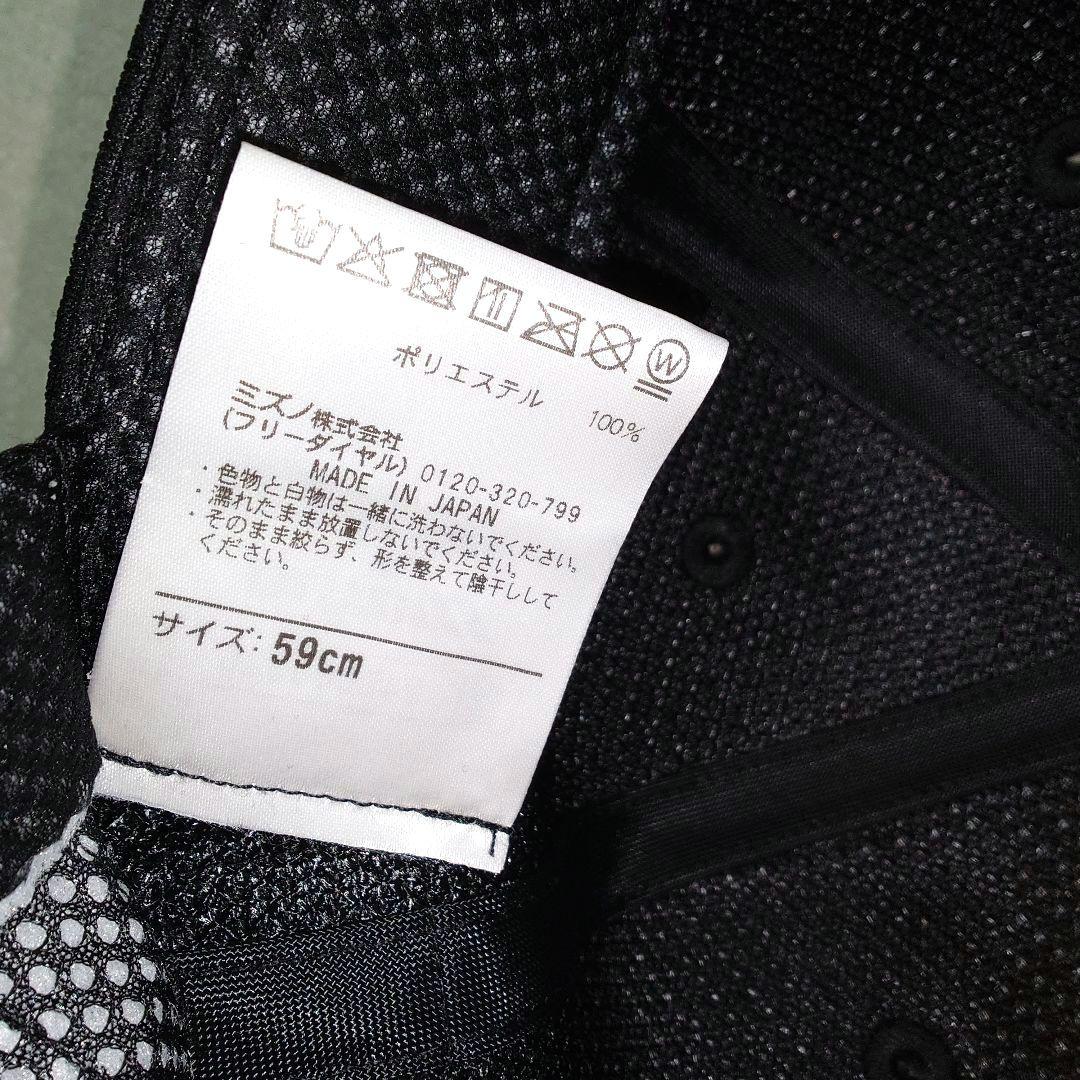 W
ポリエステル 100%
ミズノ株式会社
(フリーダイヤル) 0120-320-799
MADE IN JAPAN
・色物と白物は一緒に洗わないでください。
・濡れたまま放置しないでください。
・そのまま絞らず、形を整えて陰干しして
ください。
サイズ: 59cm